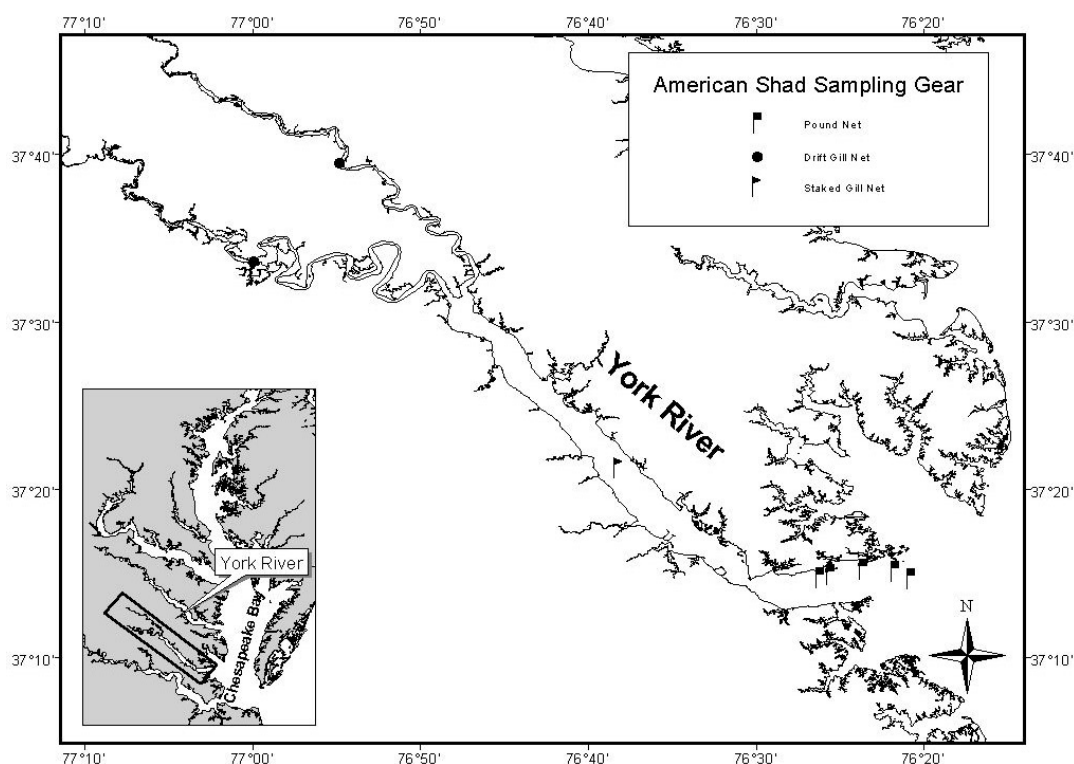 77°10' 77°00' 76°50' 76°40' 76°30' 76°20'
American Shad Sampling Gear
Pound Net
Drift Gill Net
Staked Gill Net
37°40' 37°40'
37°30' 37°30'
York River
37°20' 37°20'
York River
Chesapeake Bay
N
37°10' 37°10'
77°10' 77°00' 76°50' 76°40' 76°30' 76°20'